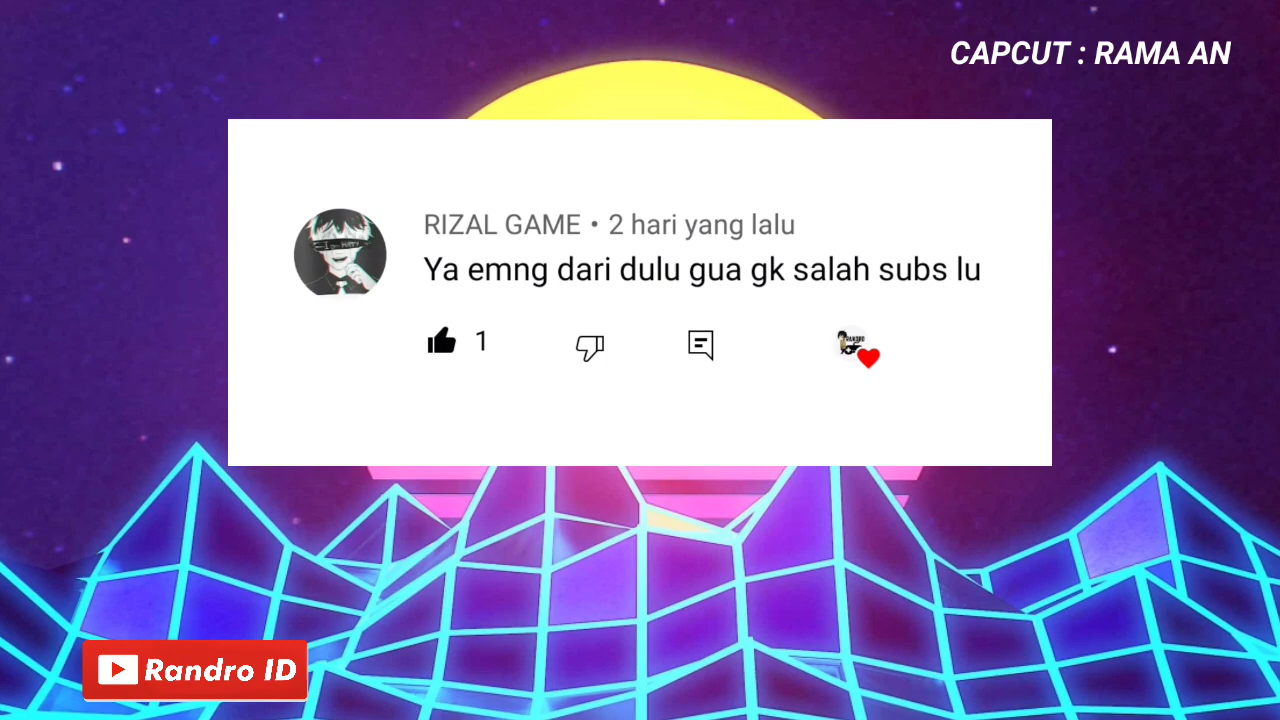 CAPCUT : RAMA AN
RIZAL GAME • 2 hari yang lalu
Ya emng dari dulu gua gk salah subs lu
1
Randro ID